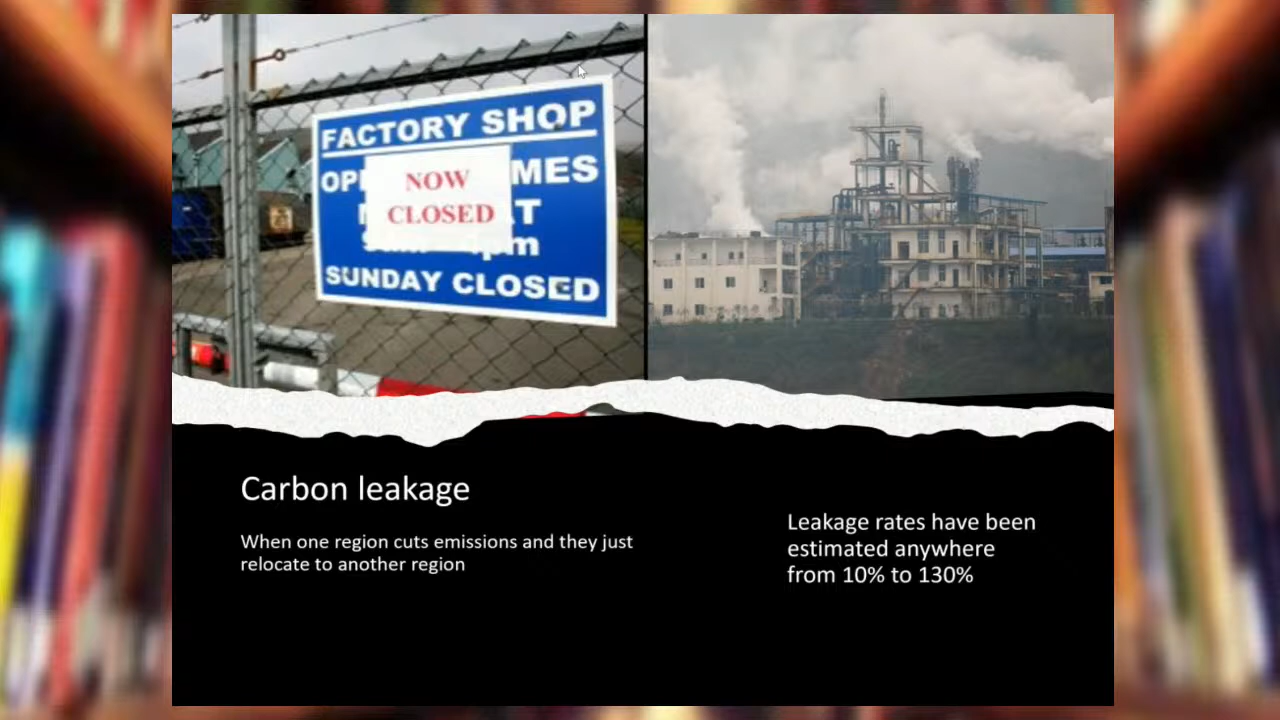 FACTORY SHOP
NOW
CLOSED
SUNDAY CLOSED
Carbon leakage
When one region cuts emissions and they just
relocate to another region
Leakage rates have been
estimated anywhere
from 10% to 130%